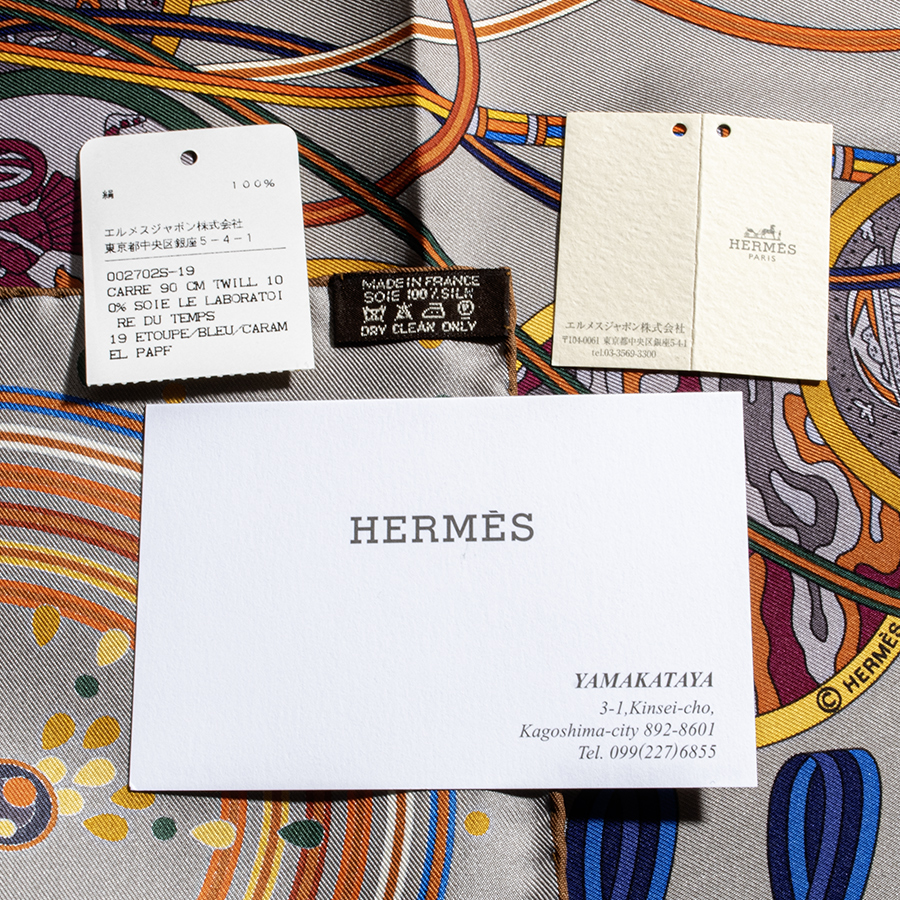 絹 100%
エルメスジャポン株式会社
東京都中央区銀座5-4-1
002702S-19
CARRE 90 CM TWILL 10
0% SOIE LE LABORATOI
RE DU TEMPS
19 ETOUPE/BLEU/CARAM
EL PAPF
MADE IN FRANCE
SOIE 100% SILK
DRY CLEAN ONLY
HERMÈS
PARIS
エルメスジャポン株式会社
〒104-0061 東京都中央区銀座5-4-1
tel.03-3569-3300
HERMÈS
YAMAKATAYA
3-1,Kinsei-cho,
Kagoshima-city 892-8601
Tel. 099(227)6855
© HERMÈS